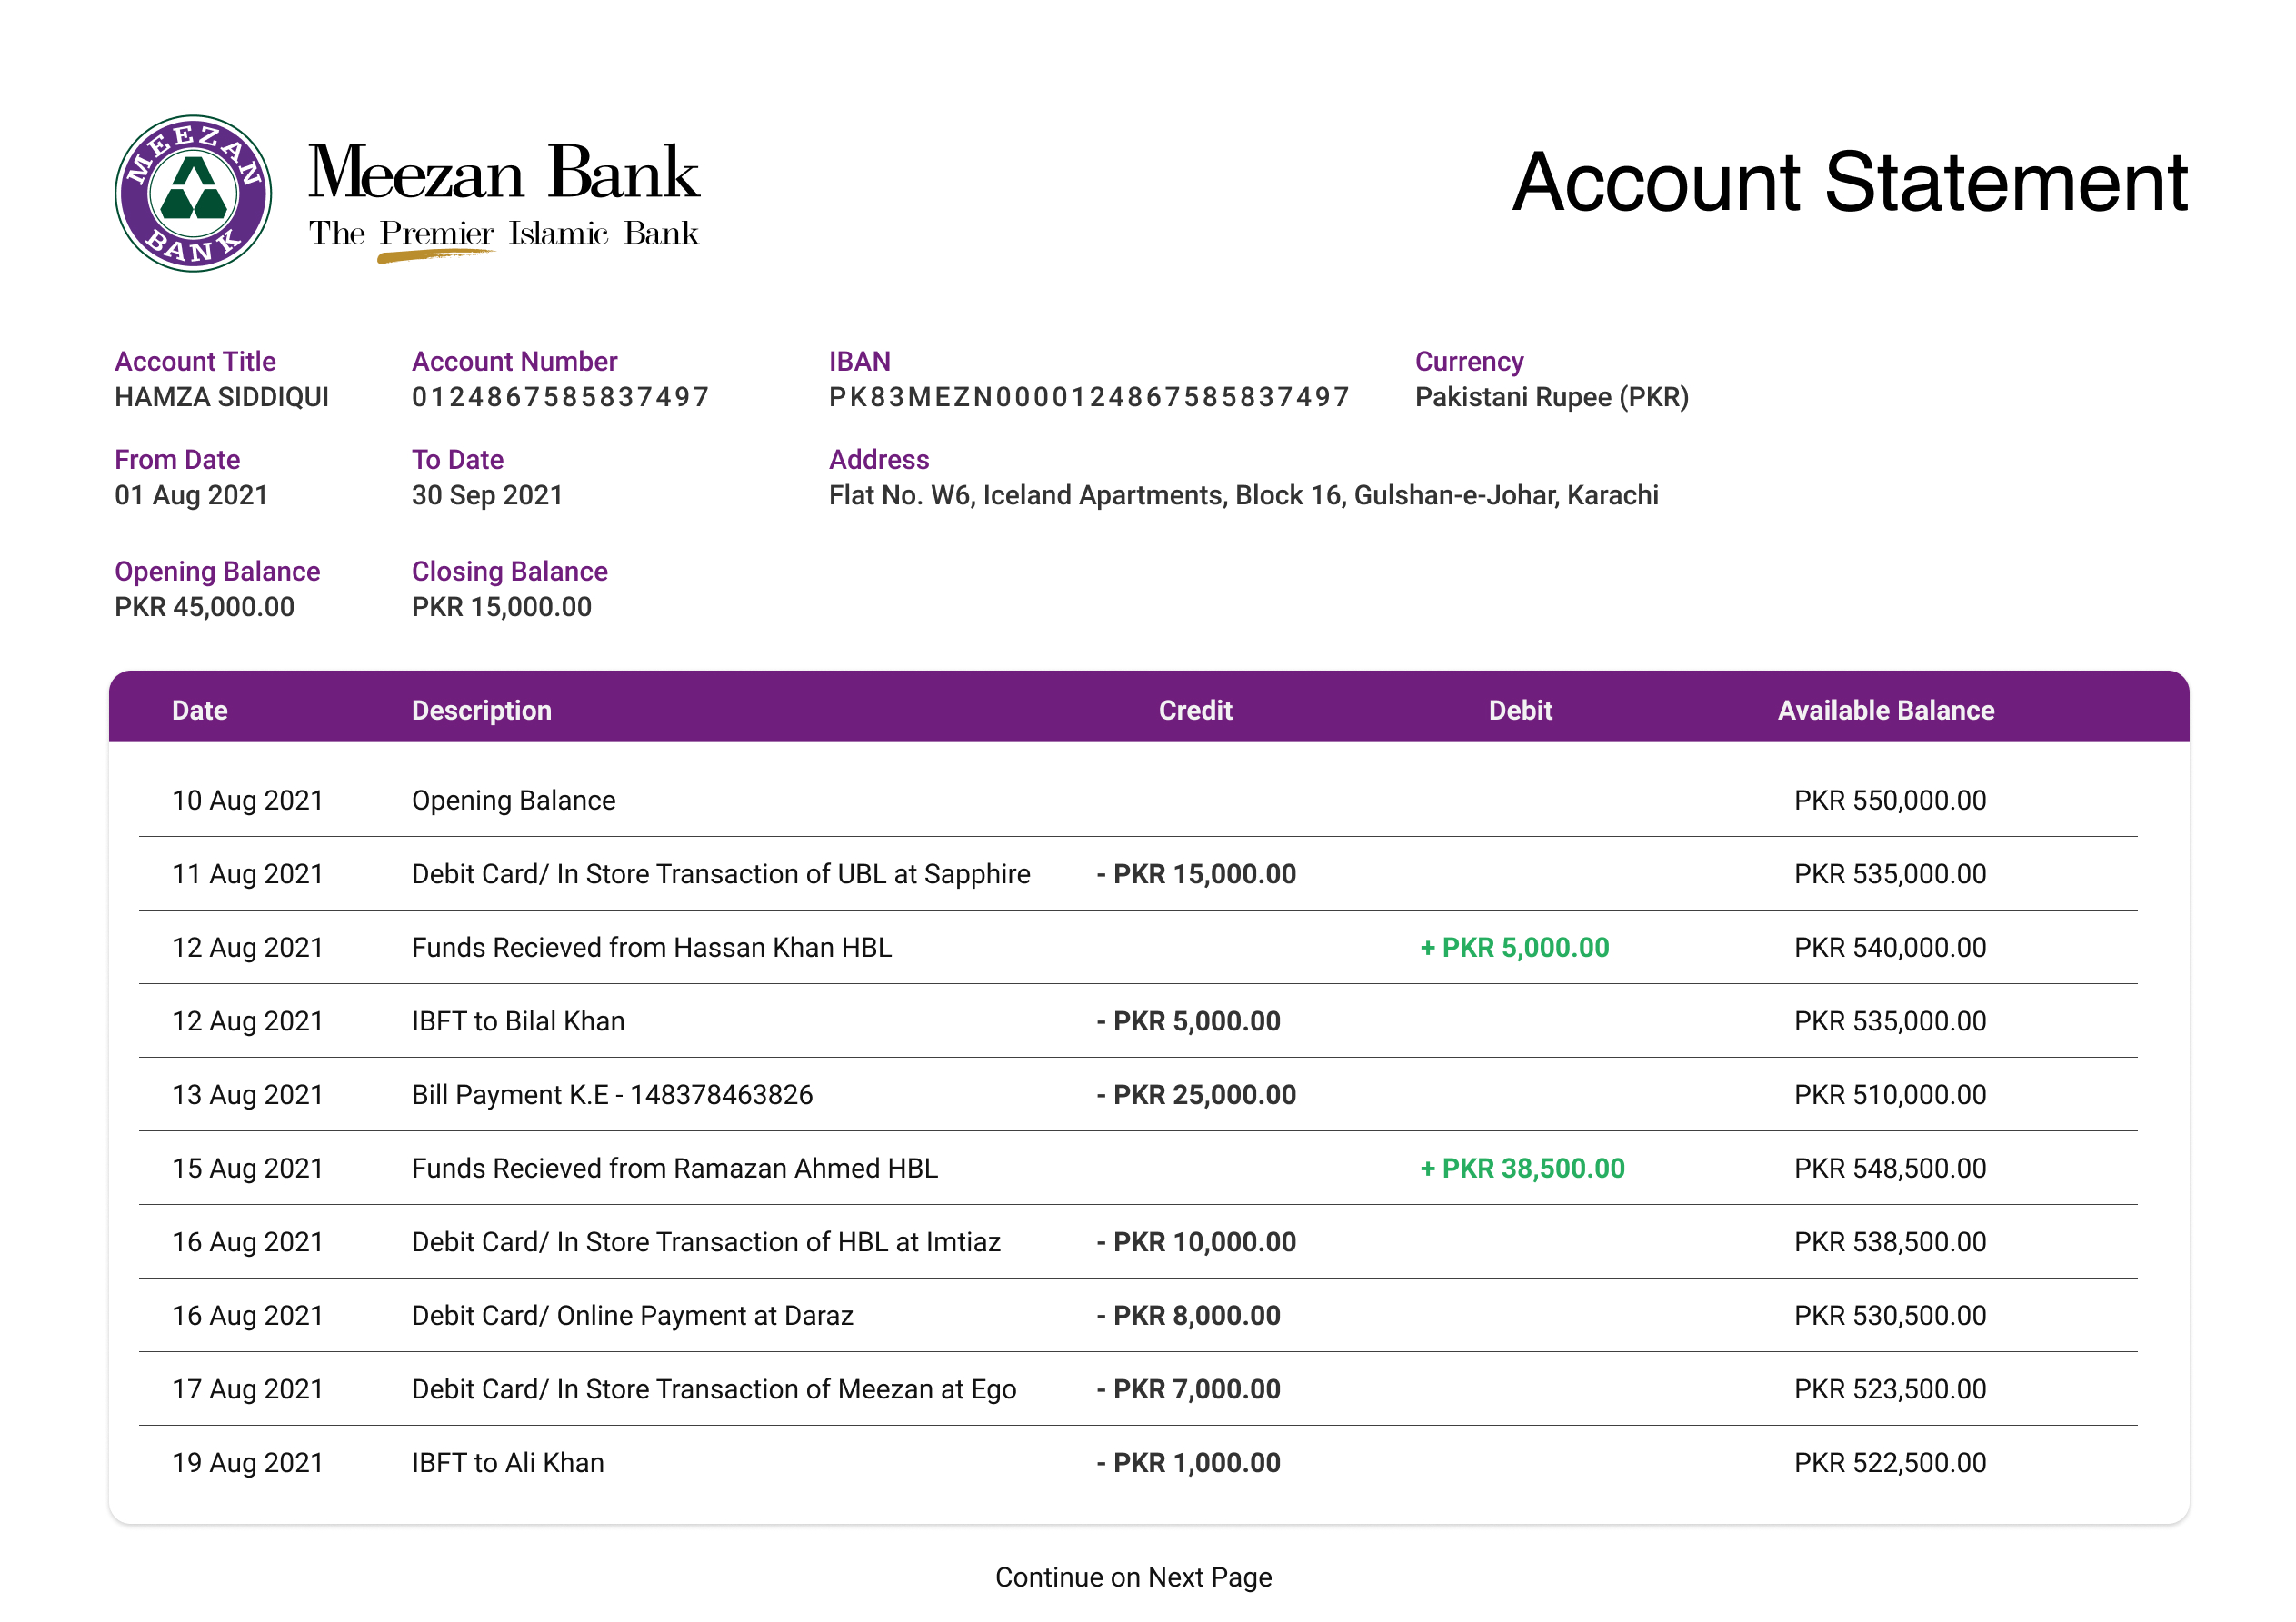 MEEZAN BANK
Meezan Bank
The Premier Islamic Bank
Account Statement
Account Title Account Number IBAN Currency
HAMZA SIDDIQUI 0124867585837497 PK83MEZN0000124867585837497 Pakistani Rupee (PKR)
From Date To Date Address
01 Aug 2021 30 Sep 2021 Flat No. W6, Iceland Apartments, Block 16, Gulshan-e-Johar, Karachi
Opening Balance Closing Balance
PKR 45,000.00 PKR 15,000.00
Date Description Credit Debit Available Balance
10 Aug 2021 Opening Balance PKR 550,000.00
11 Aug 2021 Debit Card/ In Store Transaction of UBL at Sapphire - PKR 15,000.00 PKR 535,000.00
12 Aug 2021 Funds Recieved from Hassan Khan HBL + PKR 5,000.00 PKR 540,000.00
12 Aug 2021 IBFT to Bilal Khan - PKR 5,000.00 PKR 535,000.00
13 Aug 2021 Bill Payment K.E - 148378463826 - PKR 25,000.00 PKR 510,000.00
15 Aug 2021 Funds Recieved from Ramazan Ahmed HBL + PKR 38,500.00 PKR 548,500.00
16 Aug 2021 Debit Card/ In Store Transaction of HBL at Imtiaz - PKR 10,000.00 PKR 538,500.00
16 Aug 2021 Debit Card/ Online Payment at Daraz - PKR 8,000.00 PKR 530,500.00
17 Aug 2021 Debit Card/ In Store Transaction of Meezan at Ego - PKR 7,000.00 PKR 523,500.00
19 Aug 2021 IBFT to Ali Khan - PKR 1,000.00 PKR 522,500.00
Continue on Next Page